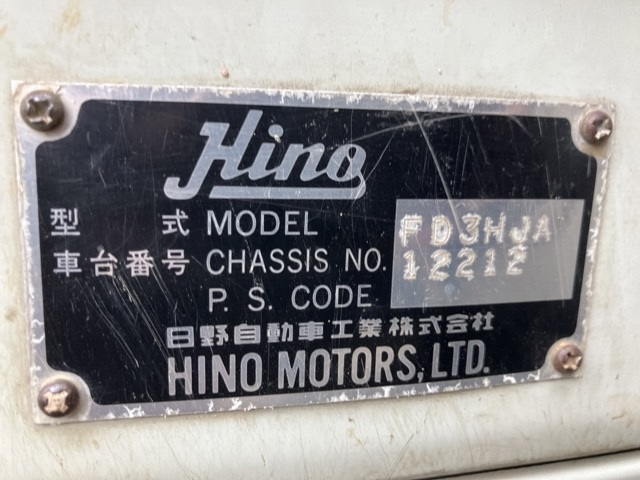 Hino
型式 MODEL FD3HJA
車台番号 CHASSIS NO. 12212
P. S. CODE
日野自動車工業株式会社
HINO MOTORS, LTD.